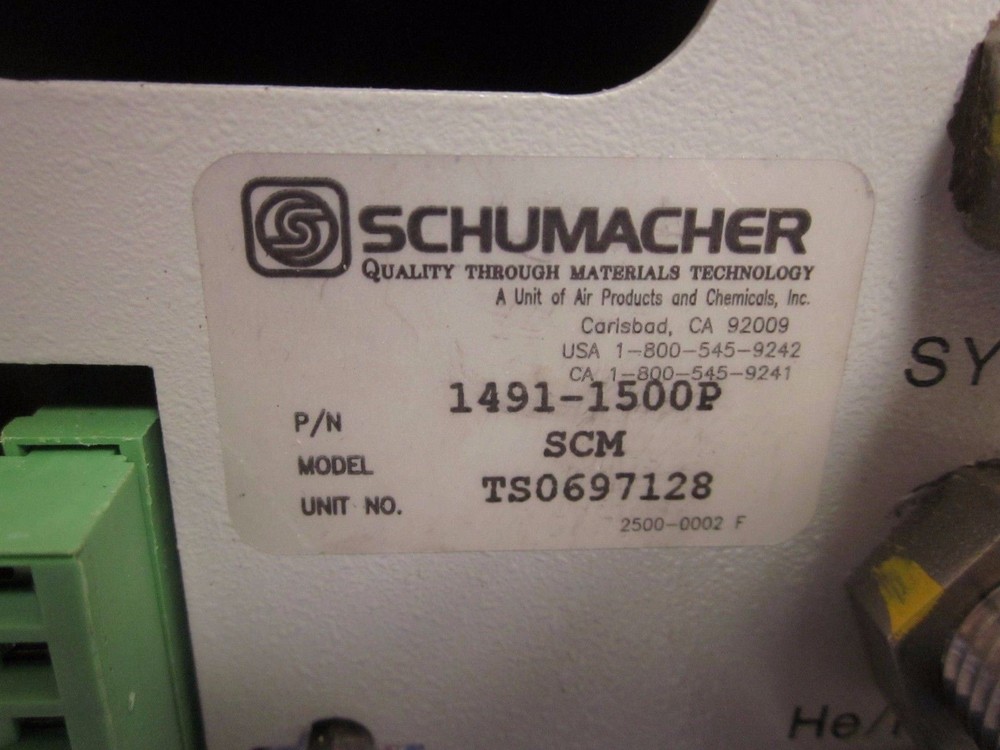 SCHUMACHER
QUALITY THROUGH MATERIALS TECHNOLOGY
A Unit of Air Products and Chemicals, Inc.
Carlsbad, CA 92009
USA 1-800-545-9242
CA 1-800-545-9241
P/N 1491-1500P
MODEL SCM
UNIT NO. TS0697128
2500-0002 F
SY
He/